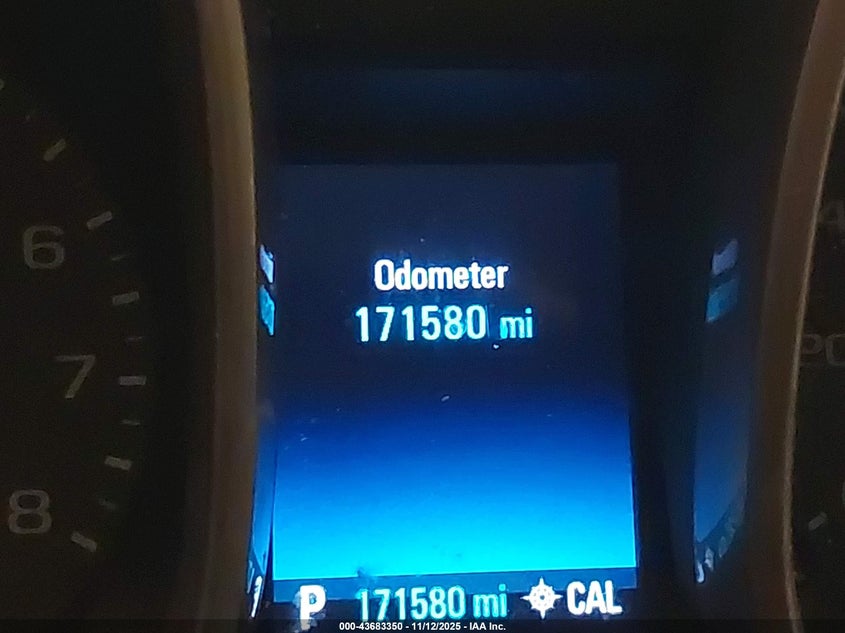 6
7
8
Odometer
171580 mi
P 171580 mi CAL
000-43683350 - 11/12/2025 - IAA Inc.